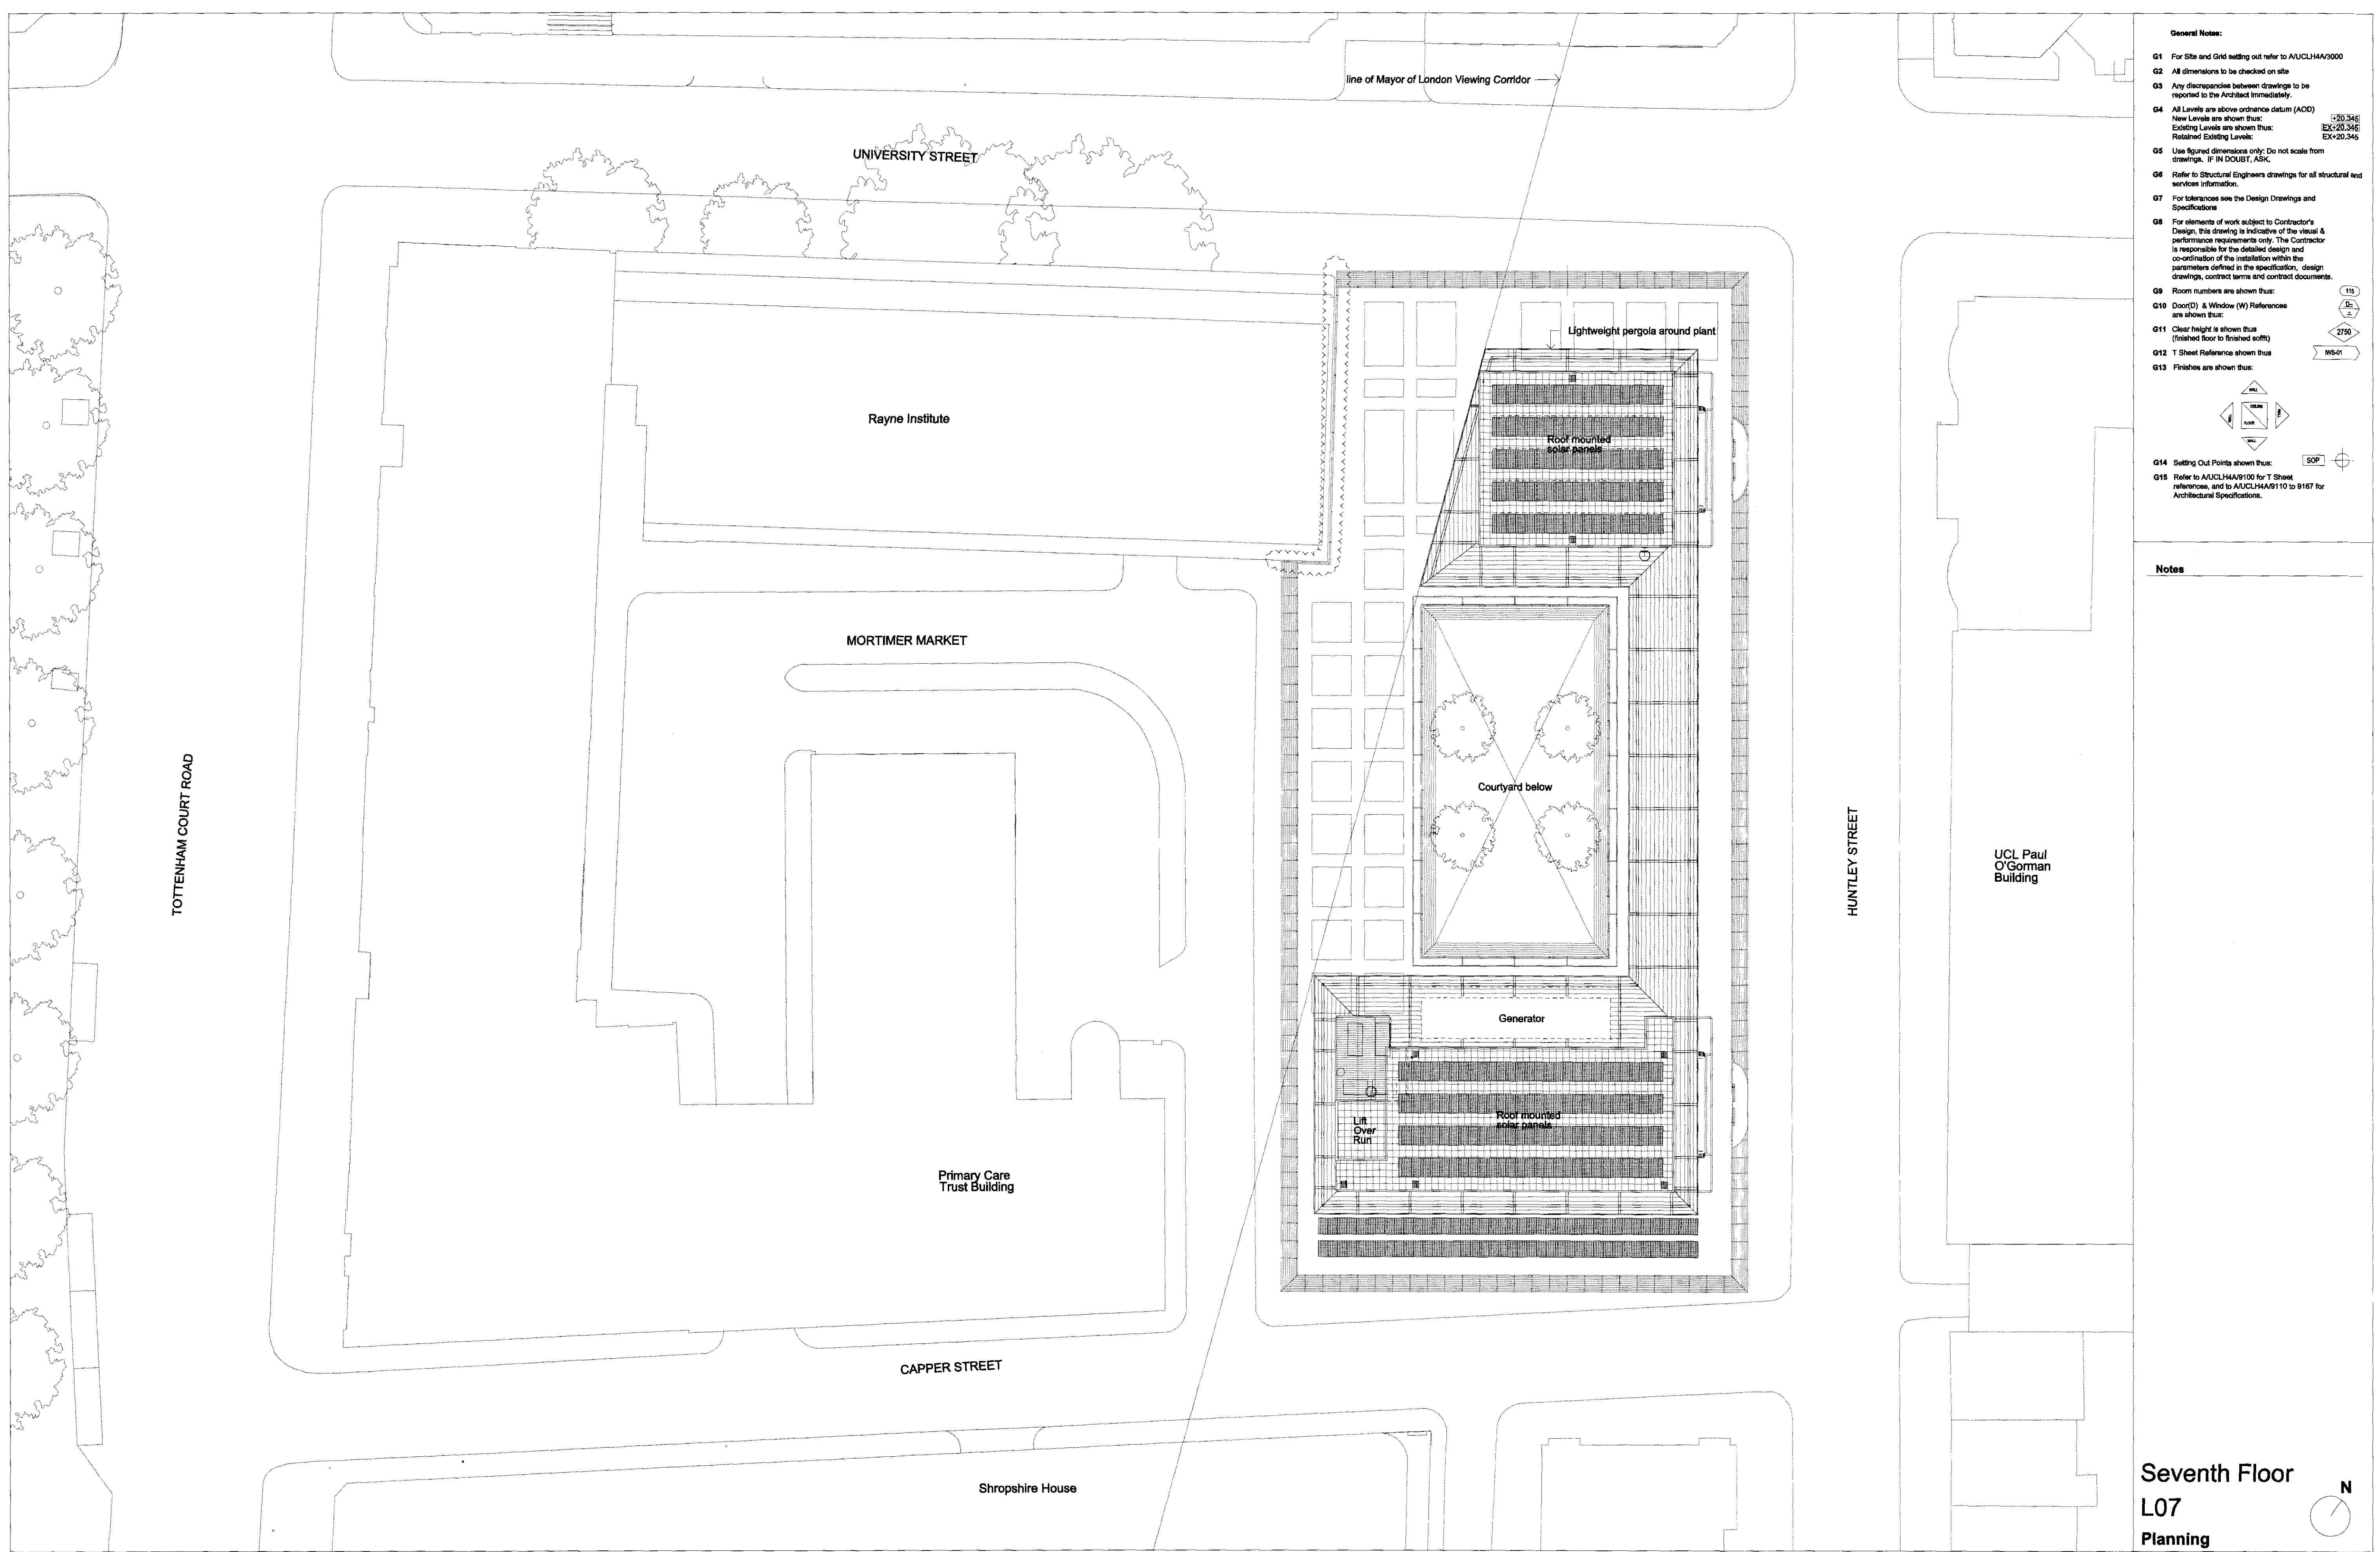 line of Mayor of London Viewing Corridor
UNIVERSITY STREET
Lightweight pergola around plant
Rayne Institute
Roof mounted
solar panels
MORTIMER MARKET
TOTTENHAM COURT ROAD
Courtyard below
HUNTLEY STREET
UCL Paul
O'Gorman
Building
Generator
Roof mounted
solar panels
Lift
Over
Run
Primary Care
Trust Building
CAPPER STREET
Shropshire House
General Notes:
G1 For Site and Grid setting out refer to A/UCLH4A/3000
G2 All dimensions to be checked on site
G3 Any discrepancies between drawings to be
reported to the Architect immediately.
G4 All Levels are above ordnance datum (AOD)
New Levels are shown thus: +20.345
Existing Levels are shown thus: EX+20.345
Retained Existing Levels: EX+20.345
G5 Use figured dimensions only: Do not scale from
drawings. IF IN DOUBT, ASK.
G6 Refer to Structural Engineers drawings for all structural and
services information.
G7 For tolerances see the Design Drawings and
Specifications
G8 For elements of work subject to Contractor's
Design, this drawing is indicative of the visual &
performance requirements only. The Contractor
is responsible for the detailed design and
co-ordination of the installation within the
parameters defined in the specification, design
drawings, contract terms and contract documents.
G9 Room numbers are shown thus: 115
G10 Door(D) & Window (W) References
are shown thus:
G11 Clear height is shown thus 2750
(finished floor to finished soffit)
G12 T Sheet Reference shown thus IWS-01
G13 Finishes are shown thus:
WALL
WALL
CEILING
FLOOR
WALL
WALL
G14 Setting Out Points shown thus: SOP
G15 Refer to A/UCLH4A/9100 for T Sheet
references, and to A/UCLH4A/9110 to 9167 for
Architectural Specifications.
Notes
Seventh Floor
L07
Planning
N